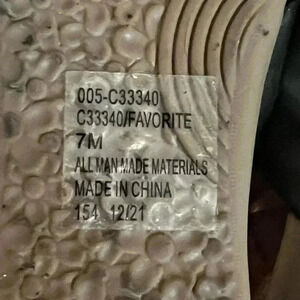 005-C33340
C33340/FAVORITE
7M
ALL MAN MADE MATERIALS
MADE IN CHINA
154 12/21